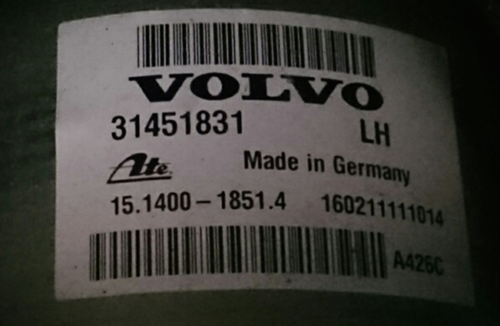 VOLVO
31451831 LH
Ate Made in Germany
15.1400-1851.4 160211111014
A426C